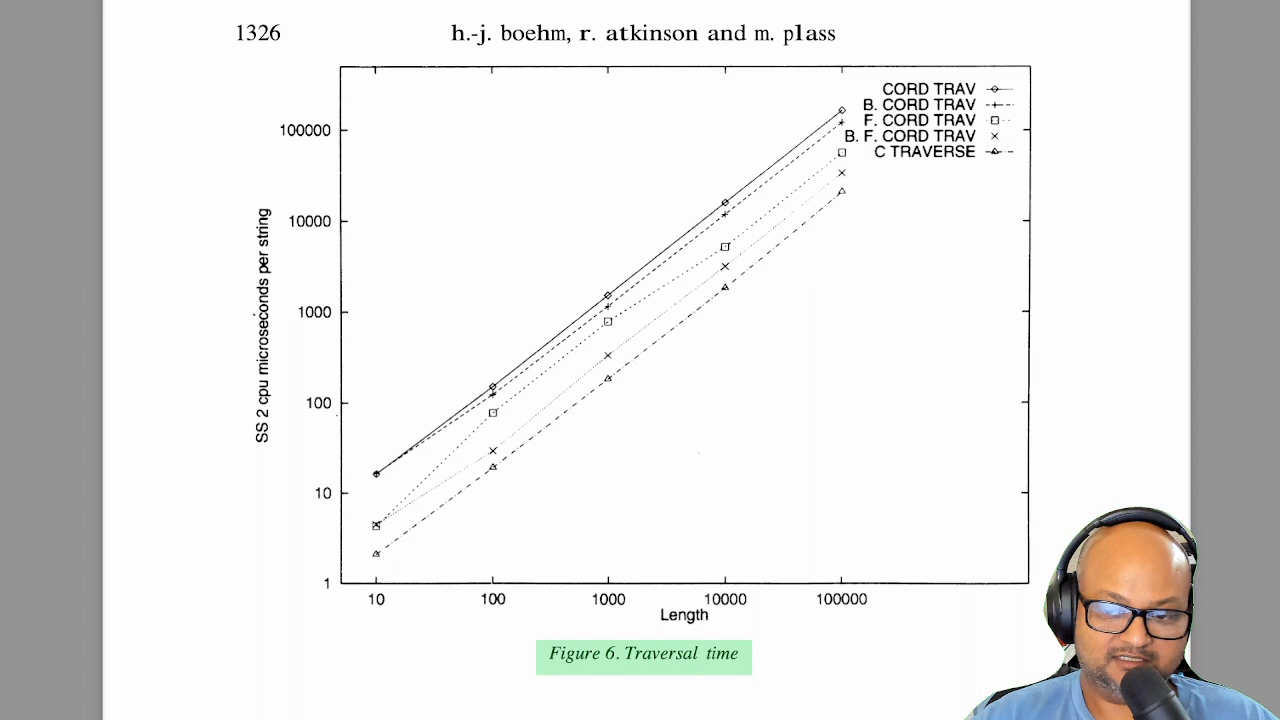 1326 h.-j. boehm, r. atkinson and m. plass
CORD TRAV
B. CORD TRAV
F. CORD TRAV
B. F. CORD TRAV
C TRAVERSE
100000
10000
1000
100
10
1
SS 2 cpu microseconds per string
10 100 1000 10000 100000
Length
Figure 6. Traversal time